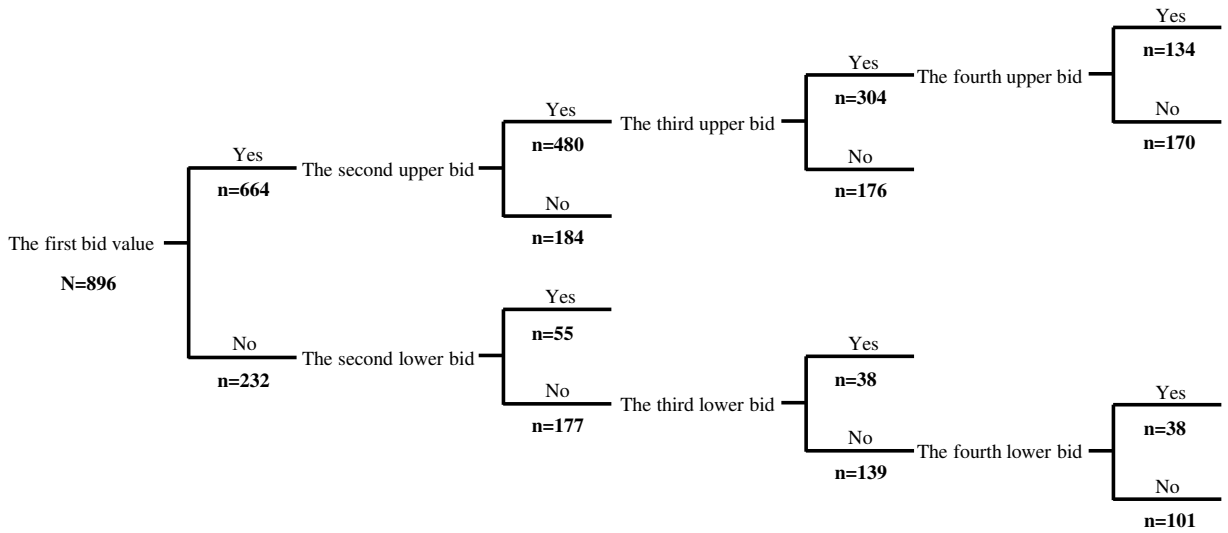 The first bid value
N=896
Yes
n=664
No
n=232
The second upper bid
Yes
n=480
No
n=184
The second lower bid
Yes
n=55
No
n=177
The third upper bid
Yes
n=304
No
n=176
The third lower bid
Yes
n=38
No
n=139
The fourth upper bid
Yes
n=134
No
n=170
The fourth lower bid
Yes
n=38
No
n=101